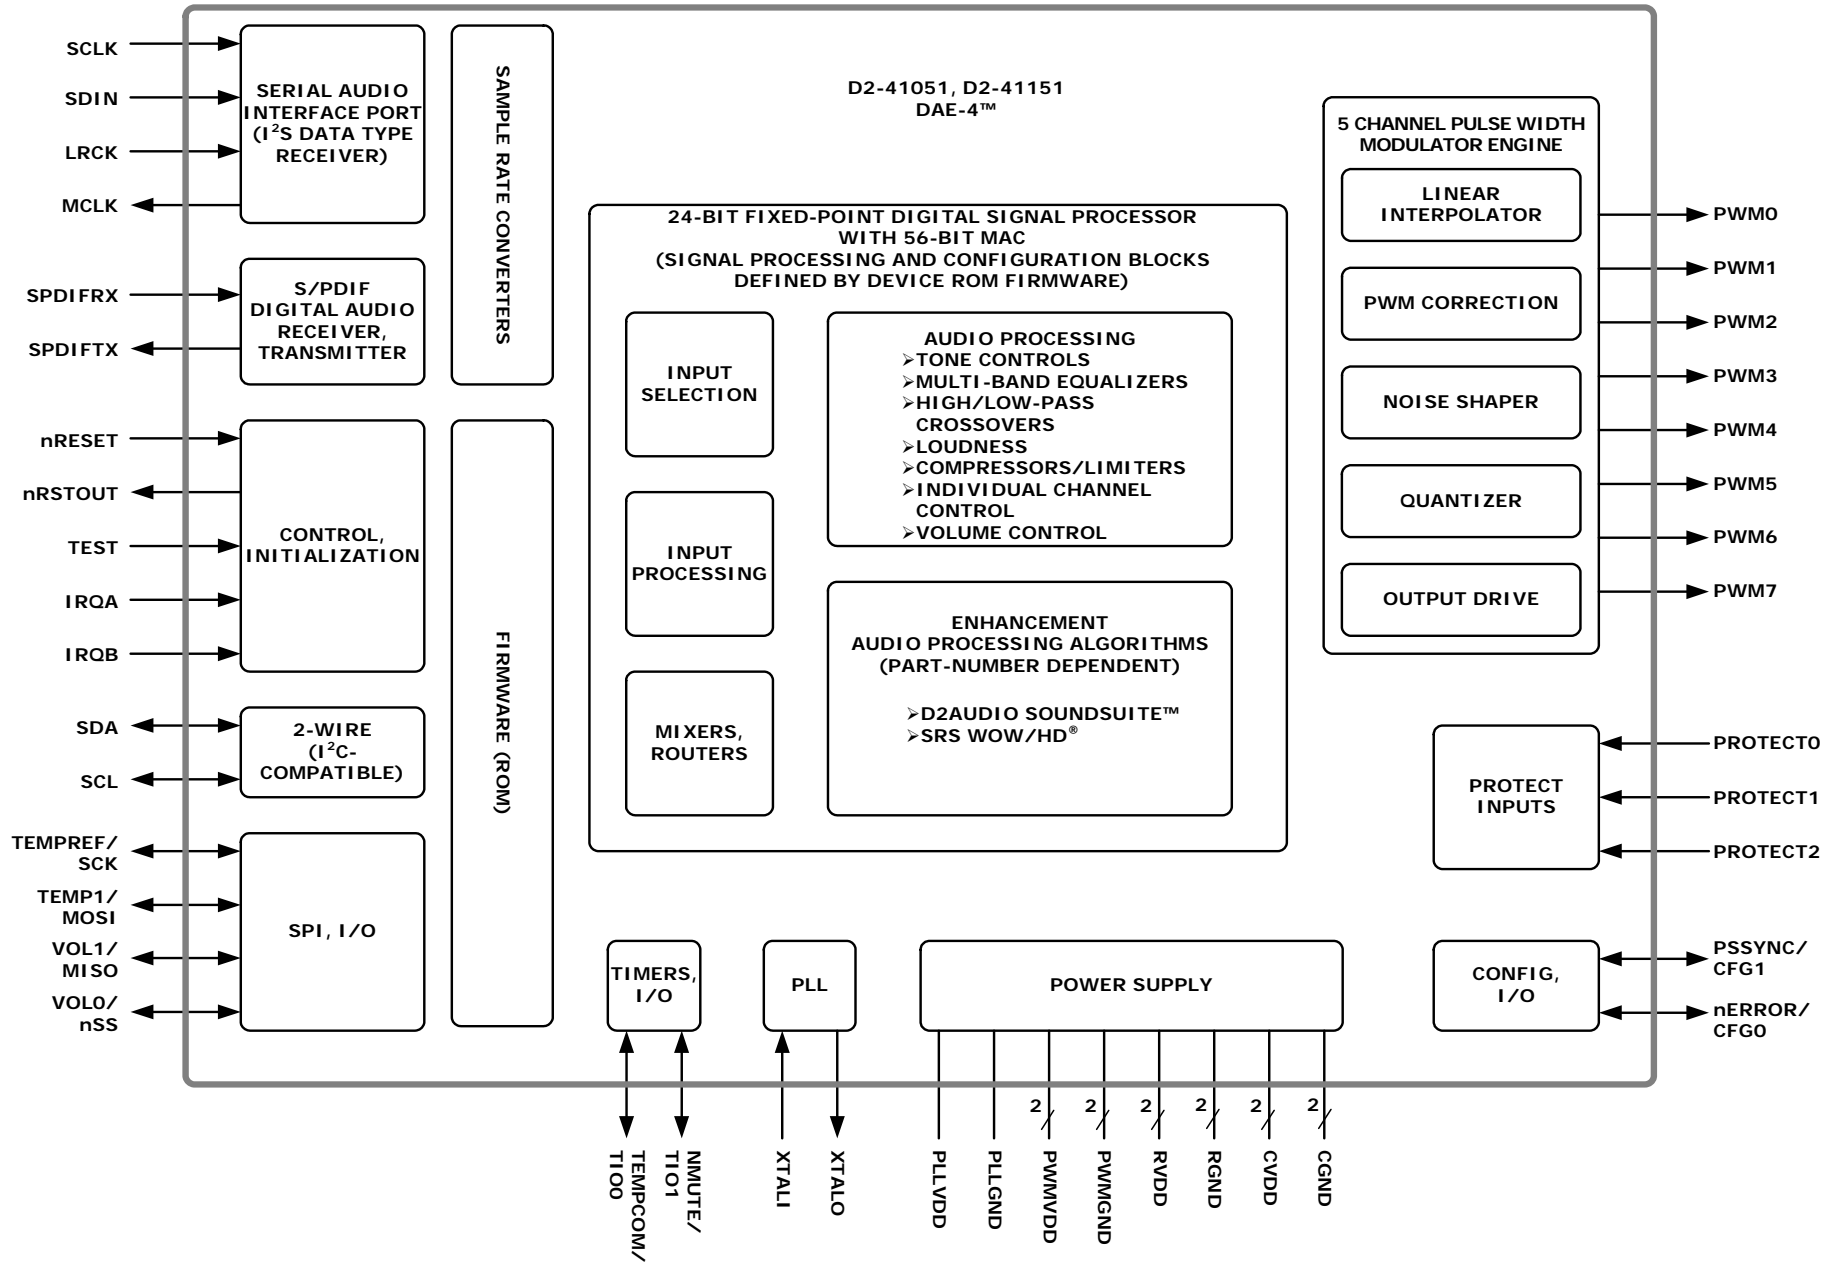 D2-41051, D2-41151
DAE-4™
SCLK
SDIN
LRCK
MCLK
SERIAL AUDIO
INTERFACE PORT
(I²S DATA TYPE
RECEIVER)
SPDIFRX
SPDIFTX
S/PDIF
DIGITAL AUDIO
RECEIVER,
TRANSMITTER
SAMPLE RATE CONVERTERS
nRESET
nRSTOUT
TEST
IRQA
IRQB
CONTROL,
INITIALIZATION
SDA
SCL
2-WIRE
(I²C-
COMPATIBLE)
TEMPREF/
SCK
TEMP1/
MOSI
VOL1/
MISO
VOL0/
nSS
SPI, I/O
FIRMWARE (ROM)
24-BIT FIXED-POINT DIGITAL SIGNAL PROCESSOR
WITH 56-BIT MAC
(SIGNAL PROCESSING AND CONFIGURATION BLOCKS
DEFINED BY DEVICE ROM FIRMWARE)
INPUT
SELECTION
INPUT
PROCESSING
MIXERS,
ROUTERS
AUDIO PROCESSING
➢TONE CONTROLS
➢MULTI-BAND EQUALIZERS
➢HIGH/LOW-PASS
CROSSOVERS
➢LOUDNESS
➢COMPRESSORS/LIMITERS
➢INDIVIDUAL CHANNEL
CONTROL
➢VOLUME CONTROL
ENHANCEMENT
AUDIO PROCESSING ALGORITHMS
(PART-NUMBER DEPENDENT)
➢D2AUDIO SOUNDSUITE™
➢SRS WOW/HD®
5 CHANNEL PULSE WIDTH
MODULATOR ENGINE
LINEAR
INTERPOLATOR
PWM CORRECTION
NOISE SHAPER
QUANTIZER
OUTPUT DRIVE
PWM0
PWM1
PWM2
PWM3
PWM4
PWM5
PWM6
PWM7
PROTECT
INPUTS
PROTECT0
PROTECT1
PROTECT2
CONFIG,
I/O
PSSYNC/
CFG1
nERROR/
CFG0
TIMERS,
I/O
PLL
POWER SUPPLY
2
2
2
2
2
2
TEMPCOM/
TIO0
NMUTE/
TIO1
XTALI
XTALO
PLLVDD
PLLGND
PWMVDD
PWMGND
RVDD
RGND
CVDD
CGND